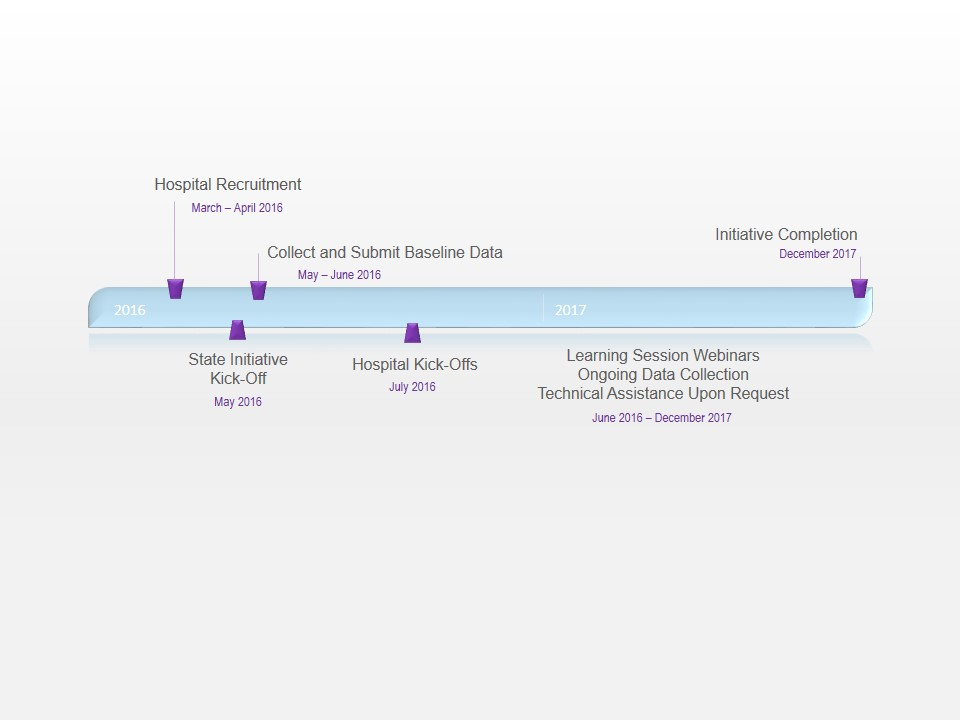 Hospital Recruitment
March – April 2016
Collect and Submit Baseline Data
May – June 2016
Initiative Completion
December 2017
2016
2017
State Initiative
Kick-Off
May 2016
Hospital Kick-Offs
July 2016
Learning Session Webinars
Ongoing Data Collection
Technical Assistance Upon Request
June 2016 – December 2017